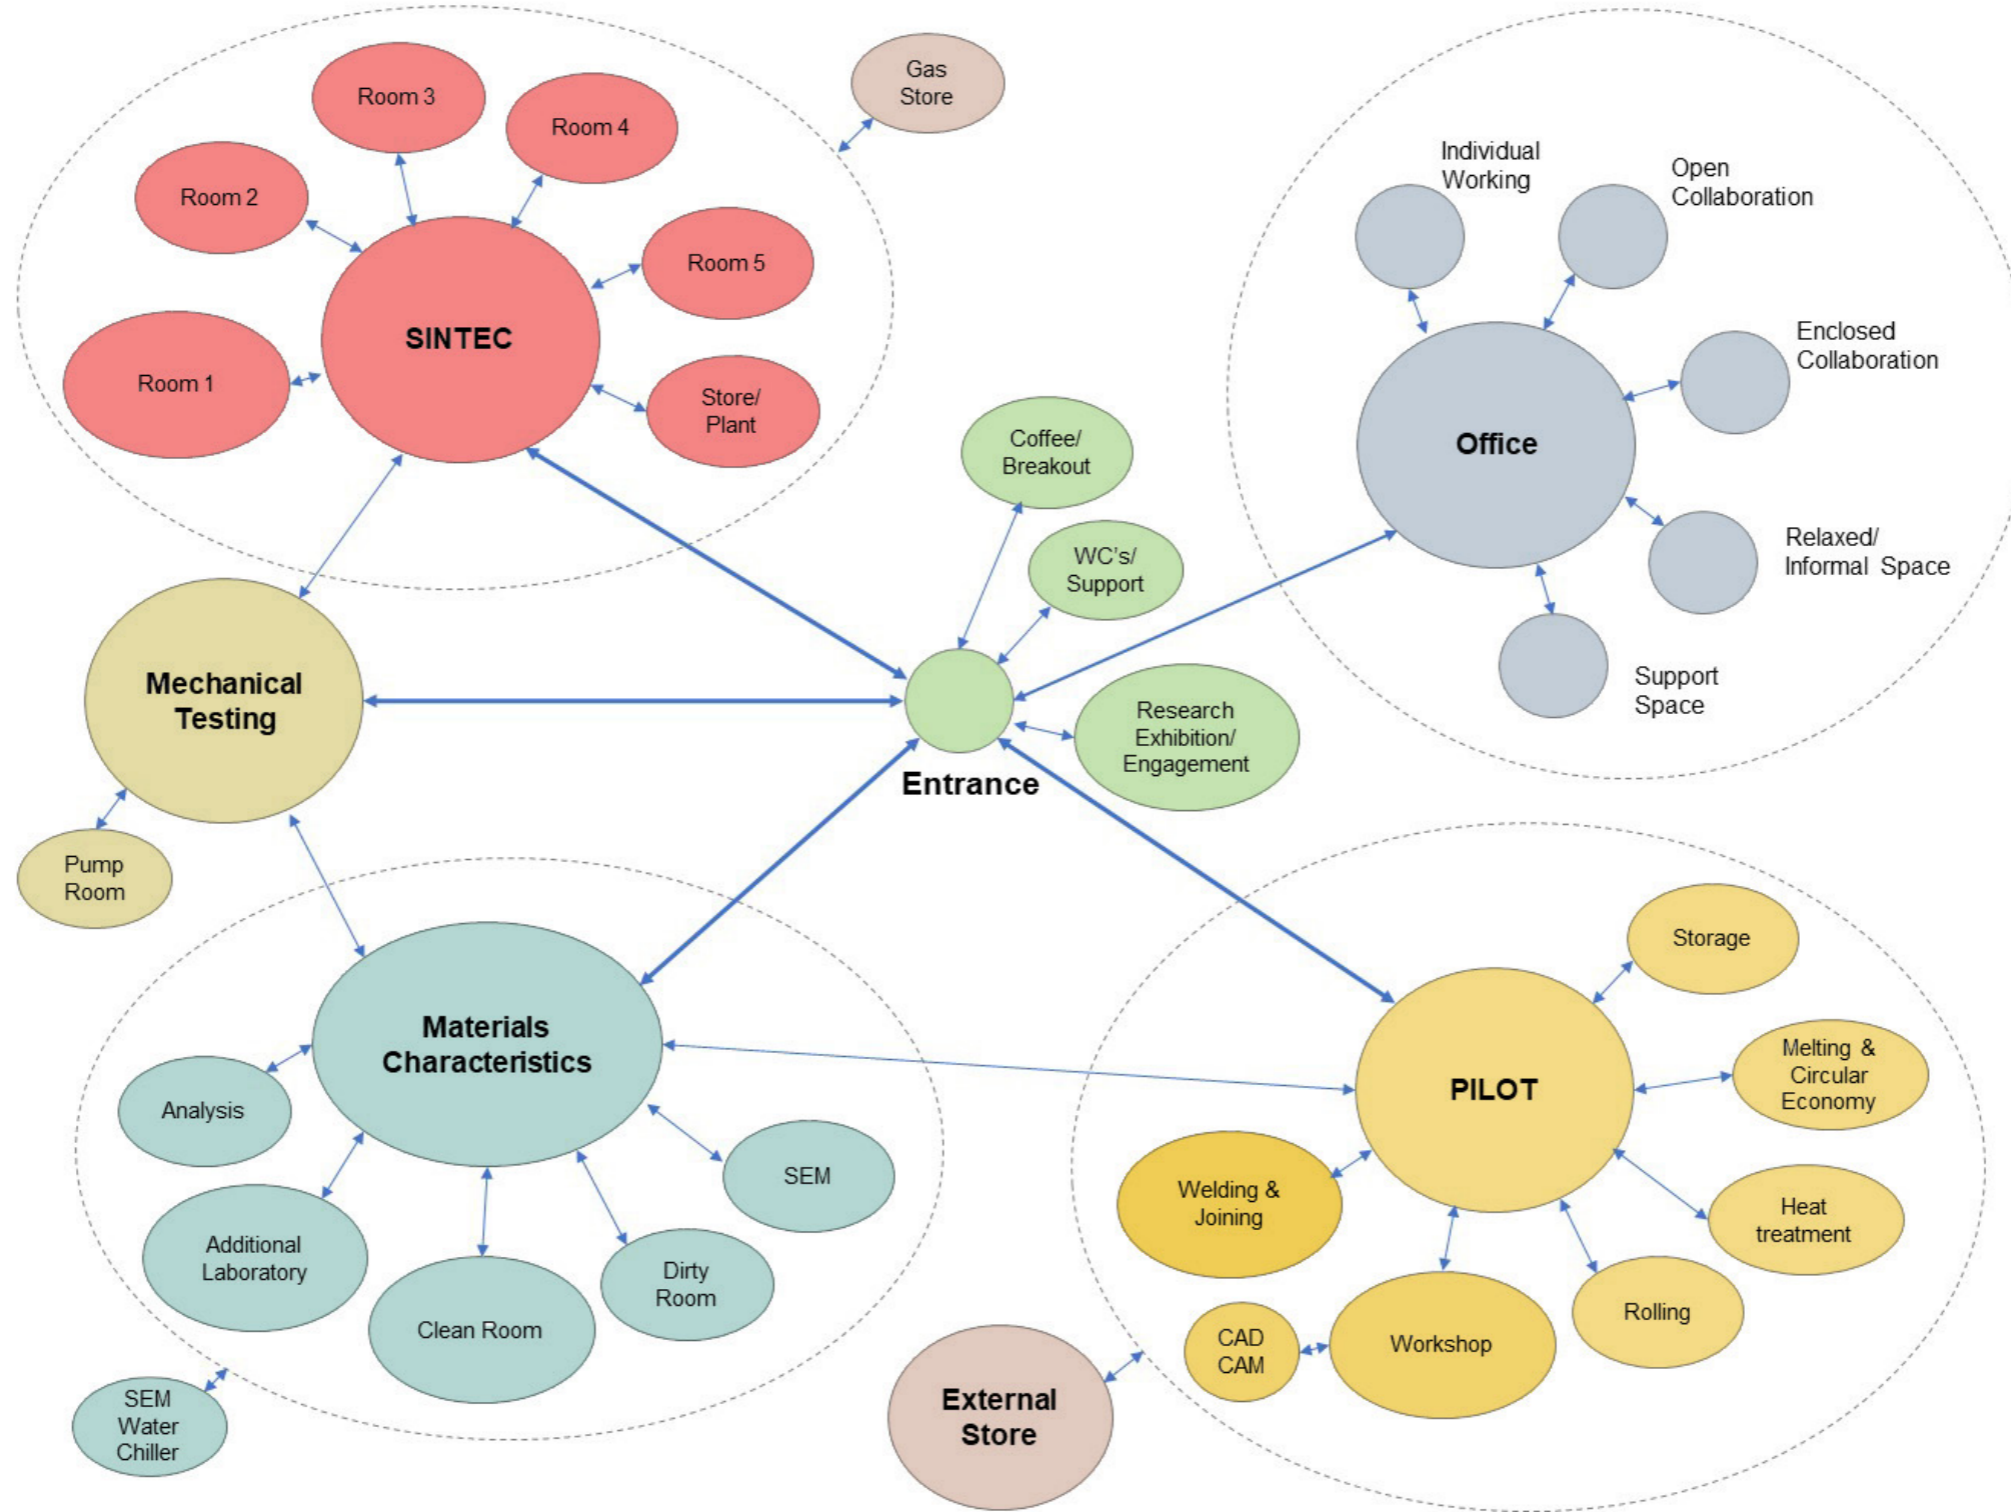 Room 3
Room 4
Room 2
Room 5
SINTEC
Room 1
Store/
Plant
Gas
Store
Individual
Working
Open
Collaboration
Enclosed
Collaboration
Office
Relaxed/
Informal Space
Support
Space
Coffee/
Breakout
WC's/
Support
Research
Exhibition/
Engagement
Entrance
Mechanical
Testing
Pump
Room
Materials
Characteristics
Analysis
Additional
Laboratory
Clean Room
Dirty
Room
SEM
SEM
Water
Chiller
External
Store
PILOT
Storage
Melting &
Circular
Economy
Heat
treatment
Rolling
Workshop
CAD
CAM
Welding &
Joining